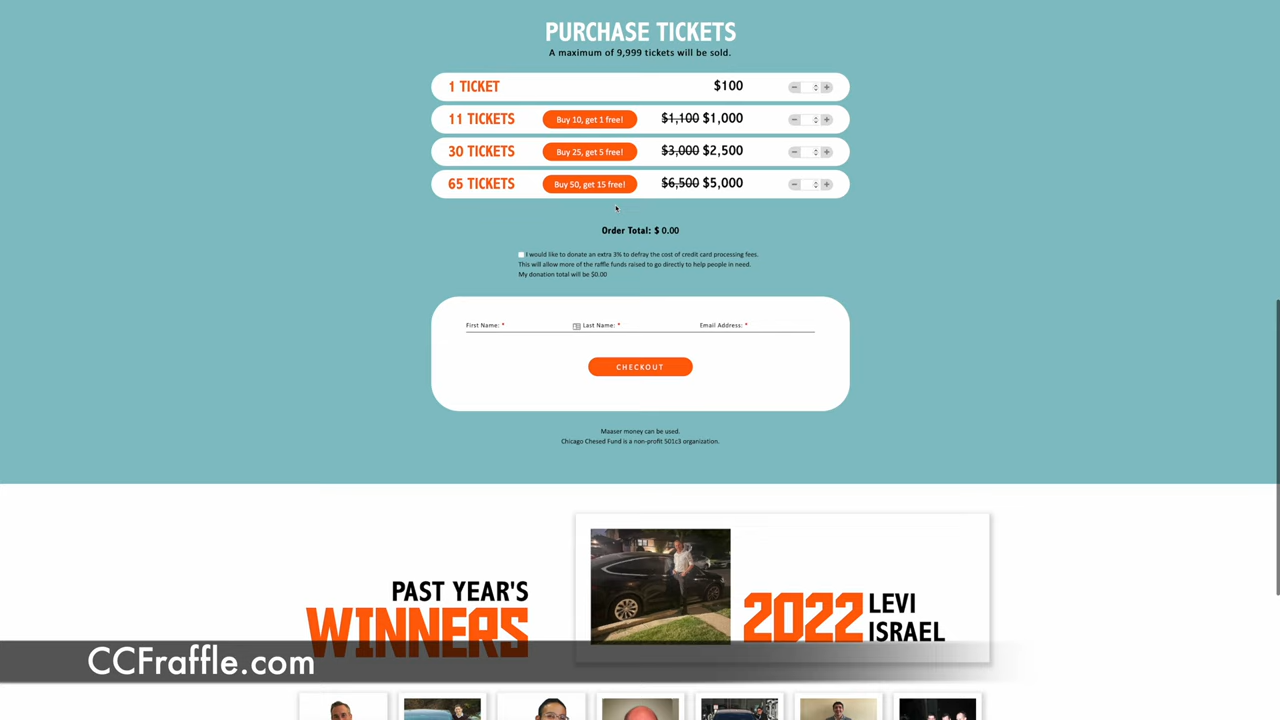 PURCHASE TICKETS
A maximum of 9,999 tickets will be sold.
1 TICKET $100
11 TICKETS Buy 10, get 1 free! $1,100 $1,000
30 TICKETS Buy 25, get 5 free! $3,000 $2,500
65 TICKETS Buy 50, get 15 free! $6,500 $5,000
Order Total: $ 0.00
I would like to donate an extra 3% to defray the cost of credit card processing fees.
This will allow more of the raffle funds raised to go directly to help people in need.
My donation total will be $0.00
First Name: * Last Name: * Email Address: *
CHECKOUT
Maaser money can be used.
Chicago Chesed Fund is a non-profit 501c3 organization.
PAST YEAR'S
WINNERS
2022 LEVI
ISRAEL
CCFraffle.com